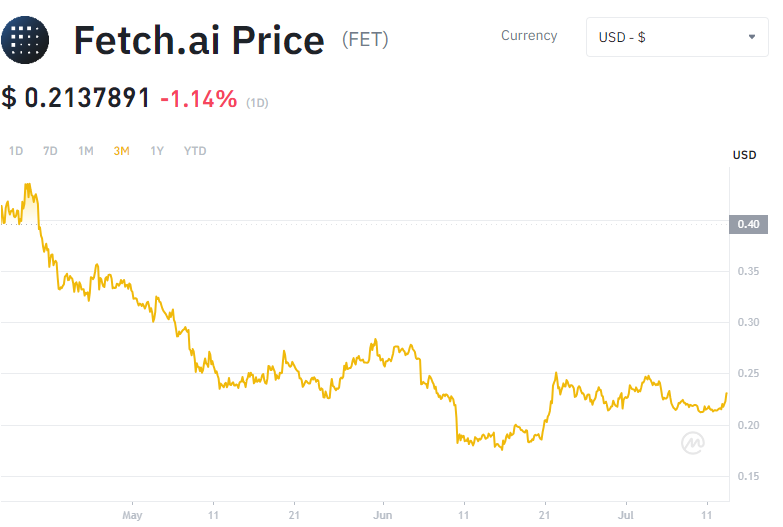 Fetch.ai Price (FET)
Currency
USD - $
$ 0.2137891 -1.14% (1D)
1D 7D 1M 3M 1Y YTD
USD
0.40
0.35
0.30
0.25
0.20
0.15
May 11 21 Jun 11 21 Jul 11